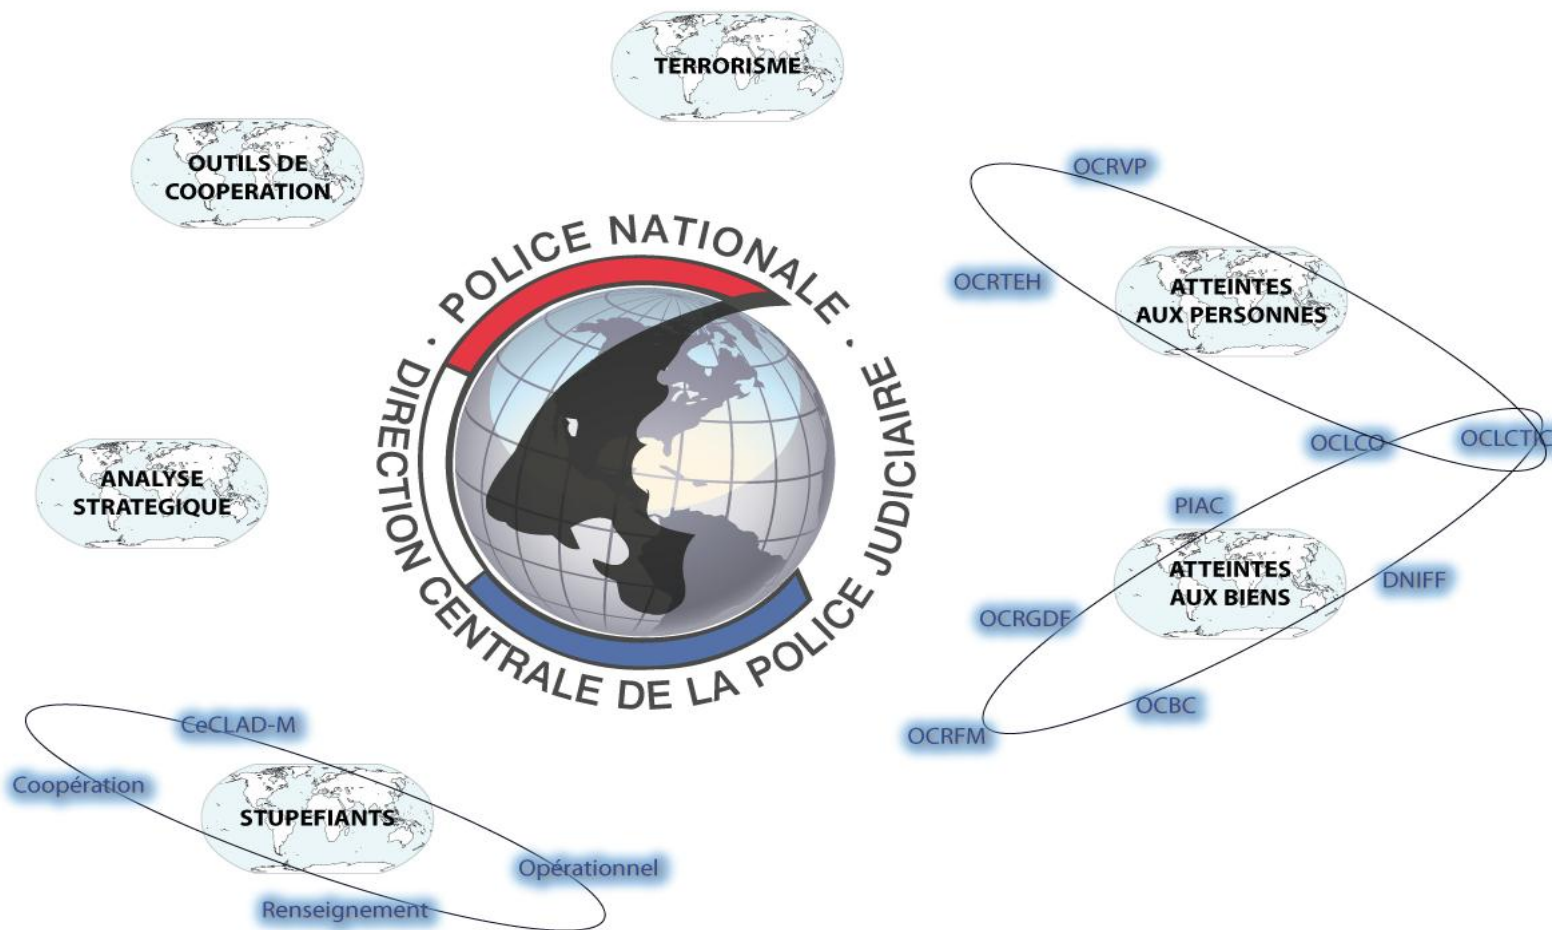 TERRORISME
OUTILS DE
COOPERATION
OCRVP
OCRTEH
ATTEINTES
AUX PERSONNES
· POLICE NATIONALE ·
DIRECTION CENTRALE DE LA POLICE JUDICIAIRE
OCLCO
OCLCTIC
ANALYSE
STRATEGIQUE
PIAC
ATTEINTES
AUX BIENS
DNIFF
OCRGDF
OCBC
OCRFM
CeCLAD-M
Coopération
STUPEFIANTS
Opérationnel
Renseignement